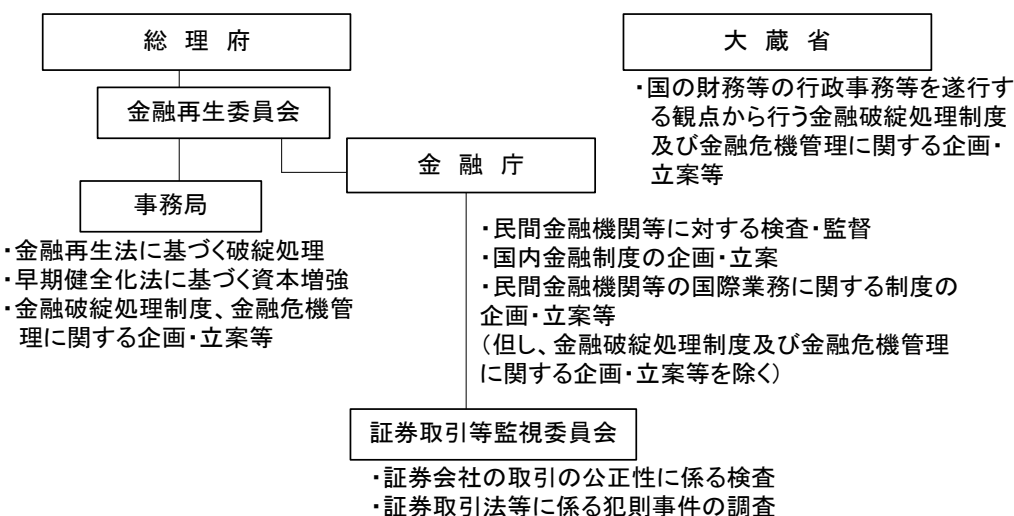 総 理 府
金融再生委員会
事務局
・金融再生法に基づく破綻処理
・早期健全化法に基づく資本増強
・金融破綻処理制度、金融危機管
理に関する企画・立案等
金 融 庁
・民間金融機関等に対する検査・監督
・国内金融制度の企画・立案
・民間金融機関等の国際業務に関する制度の
企画・立案等
(但し、金融破綻処理制度及び金融危機管理
に関する企画・立案等を除く)
証券取引等監視委員会
・証券会社の取引の公正性に係る検査
・証券取引法等に係る犯則事件の調査
大 蔵 省
・国の財務等の行政事務等を遂行す
る観点から行う金融破綻処理制度
及び金融危機管理に関する企画・
立案等